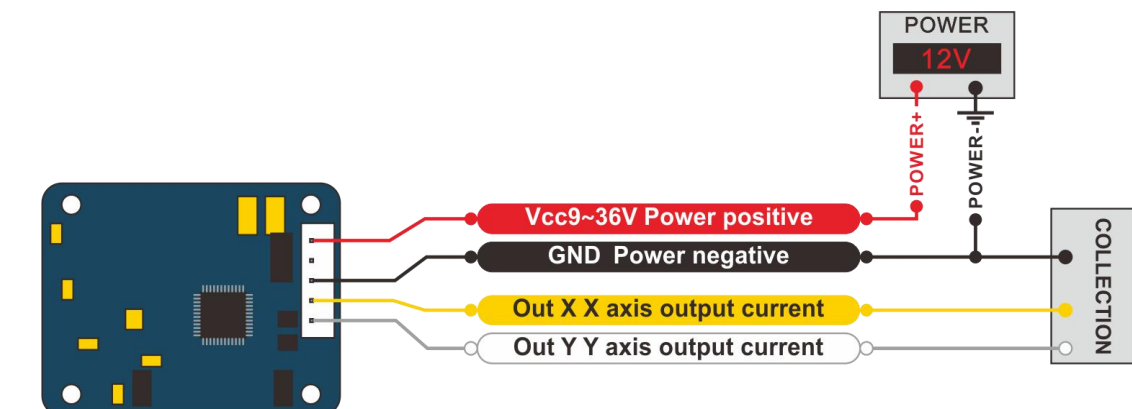 POWER
12V
POWER+
POWER-
Vcc9~36V Power positive
GND  Power negative
Out X X axis output current
Out Y Y axis output current
COLLECTION